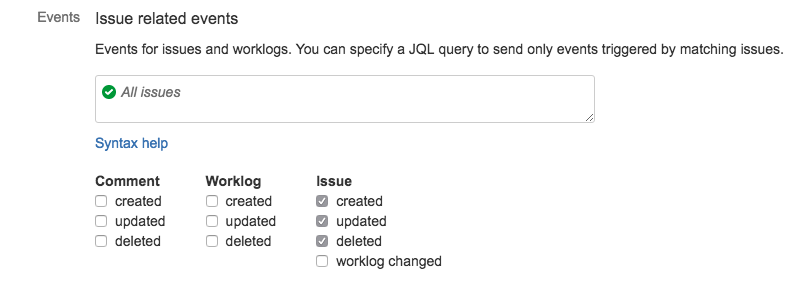 Events Issue related events
Events for issues and worklogs. You can specify a JQL query to send only events triggered by matching issues.
All issues
Syntax help
Comment Worklog Issue
created created created
updated updated updated
deleted deleted deleted
worklog changed